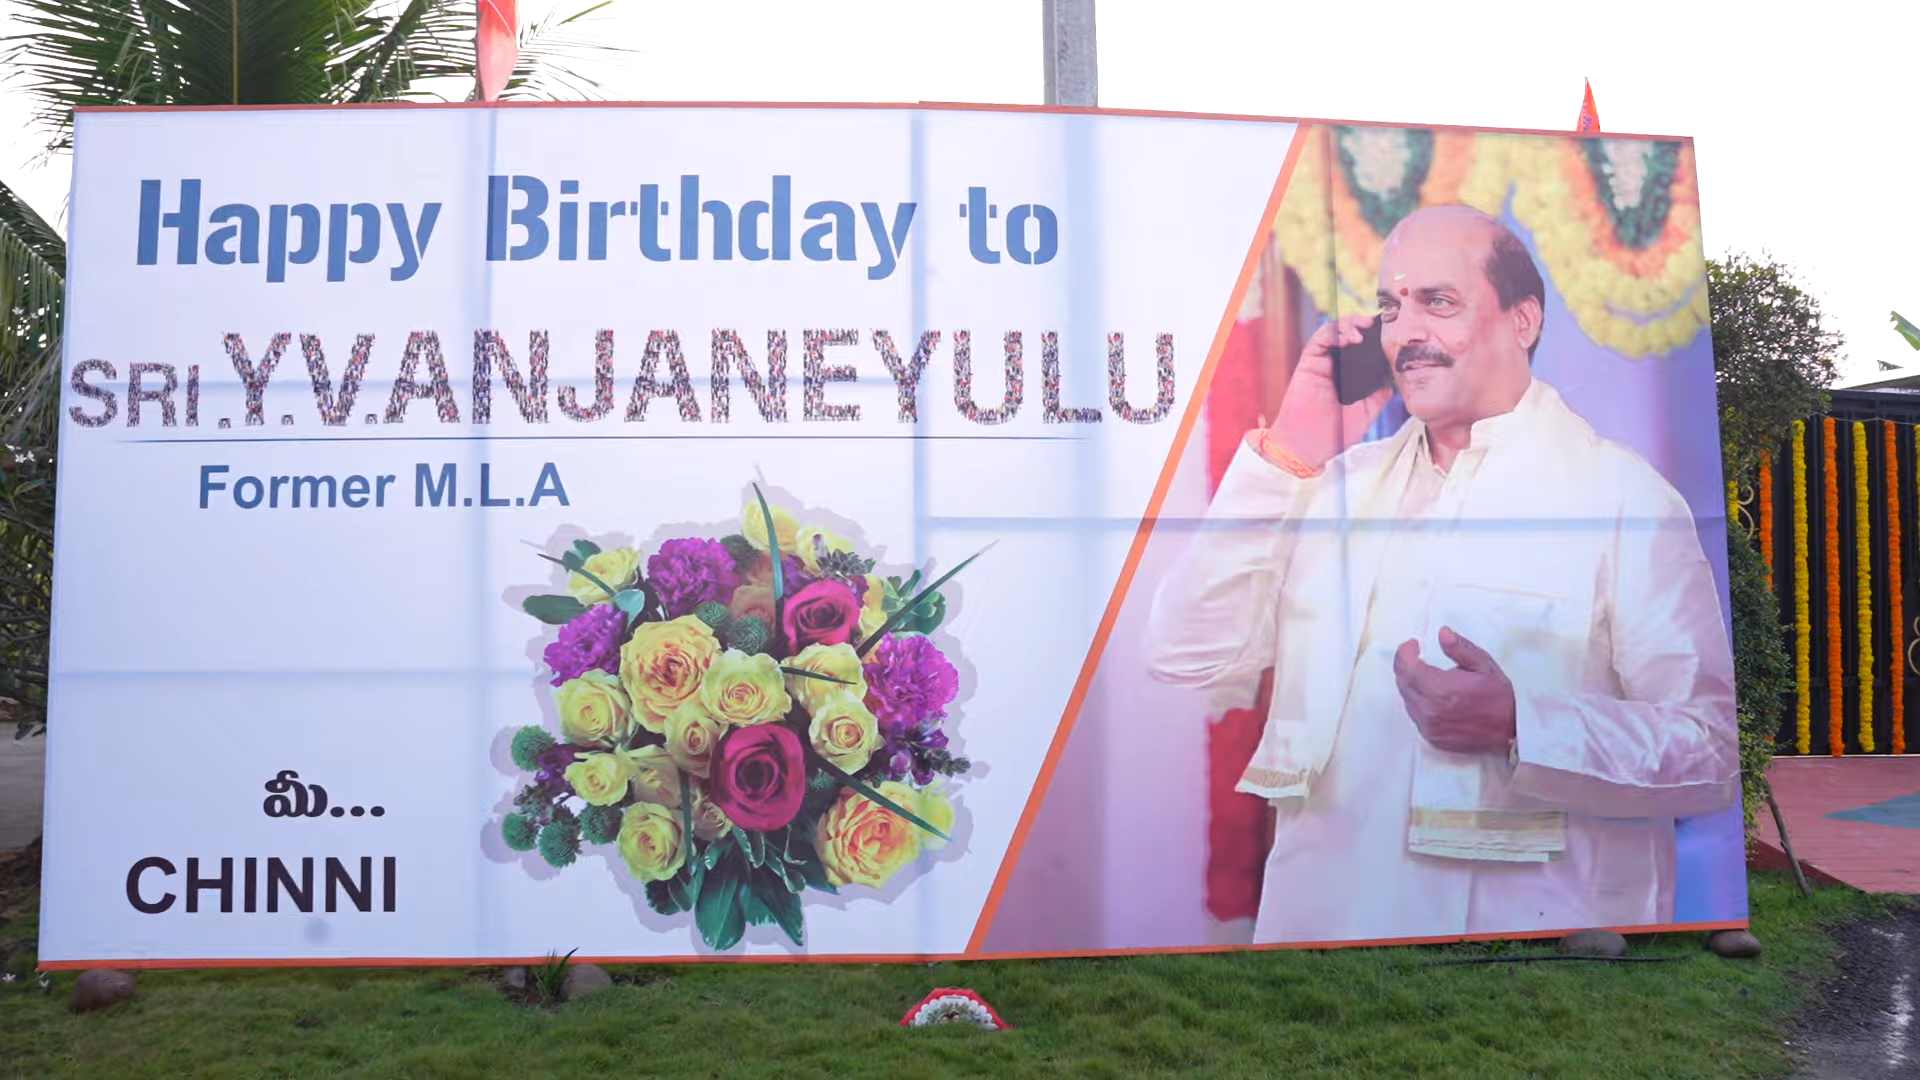 Happy Birthday to
SRI.Y.V.ANJANEYULU
Former M.L.A
మీ...
CHINNI